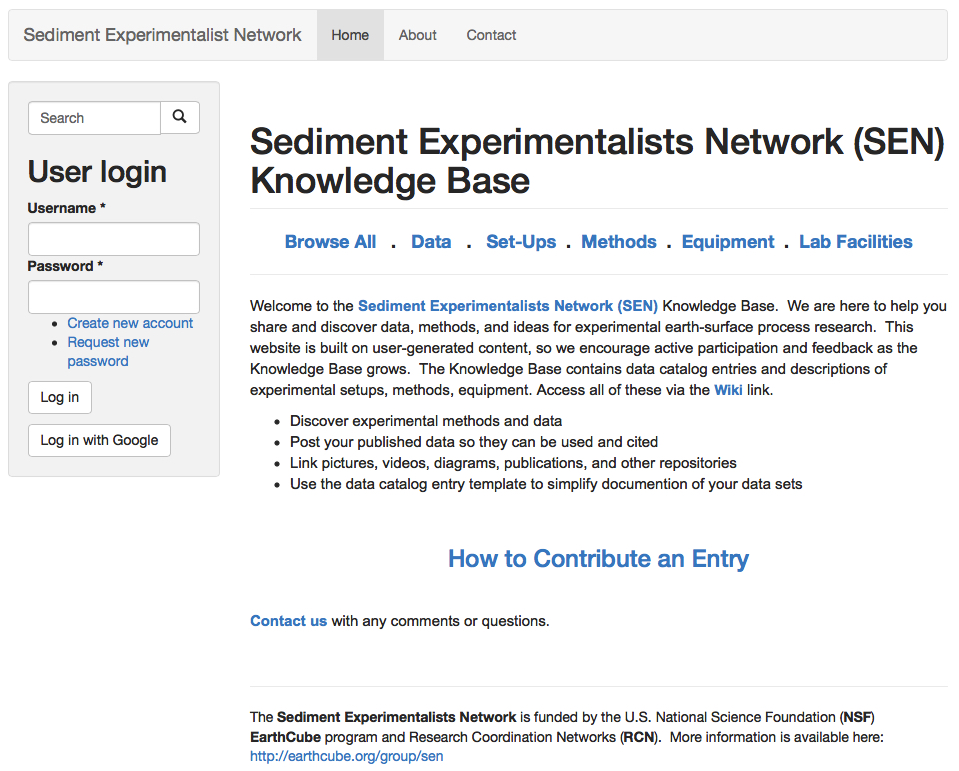 Sediment Experimentalist Network Home About Contact
Search
User login
Username *
Password *
Create new account
Request new
password
Log in
Log in with Google
Sediment Experimentalists Network (SEN)
Knowledge Base
Browse All . Data . Set-Ups . Methods . Equipment . Lab Facilities
Welcome to the Sediment Experimentalists Network (SEN) Knowledge Base. We are here to help you
share and discover data, methods, and ideas for experimental earth-surface process research. This
website is built on user-generated content, so we encourage active participation and feedback as the
Knowledge Base grows. The Knowledge Base contains data catalog entries and descriptions of
experimental setups, methods, equipment. Access all of these via the Wiki link.
Discover experimental methods and data
Post your published data so they can be used and cited
Link pictures, videos, diagrams, publications, and other repositories
Use the data catalog entry template to simplify documention of your data sets
How to Contribute an Entry
Contact us with any comments or questions.
The Sediment Experimentalists Network is funded by the U.S. National Science Foundation (NSF)
EarthCube program and Research Coordination Networks (RCN). More information is available here:
http://earthcube.org/group/sen